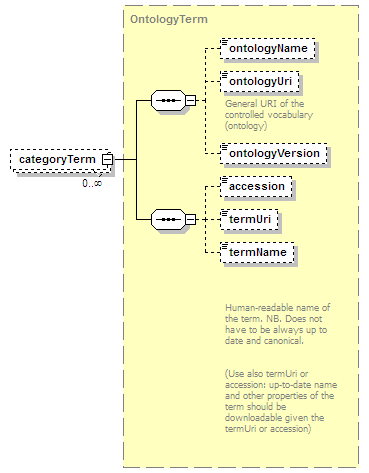 OntologyTerm
ontologyName
ontologyUri
General URI of the
controlled vocabulary
(ontology)
ontologyVersion
categoryTerm
0..∞
accession
termUri
termName
Human-readable name of
the term. NB. Does not
have to be always up to
date and canonical.
(Use also termUri or
accession: up-to-date name
and other properties of the
term should be
downloadable given the
termUri or accession)